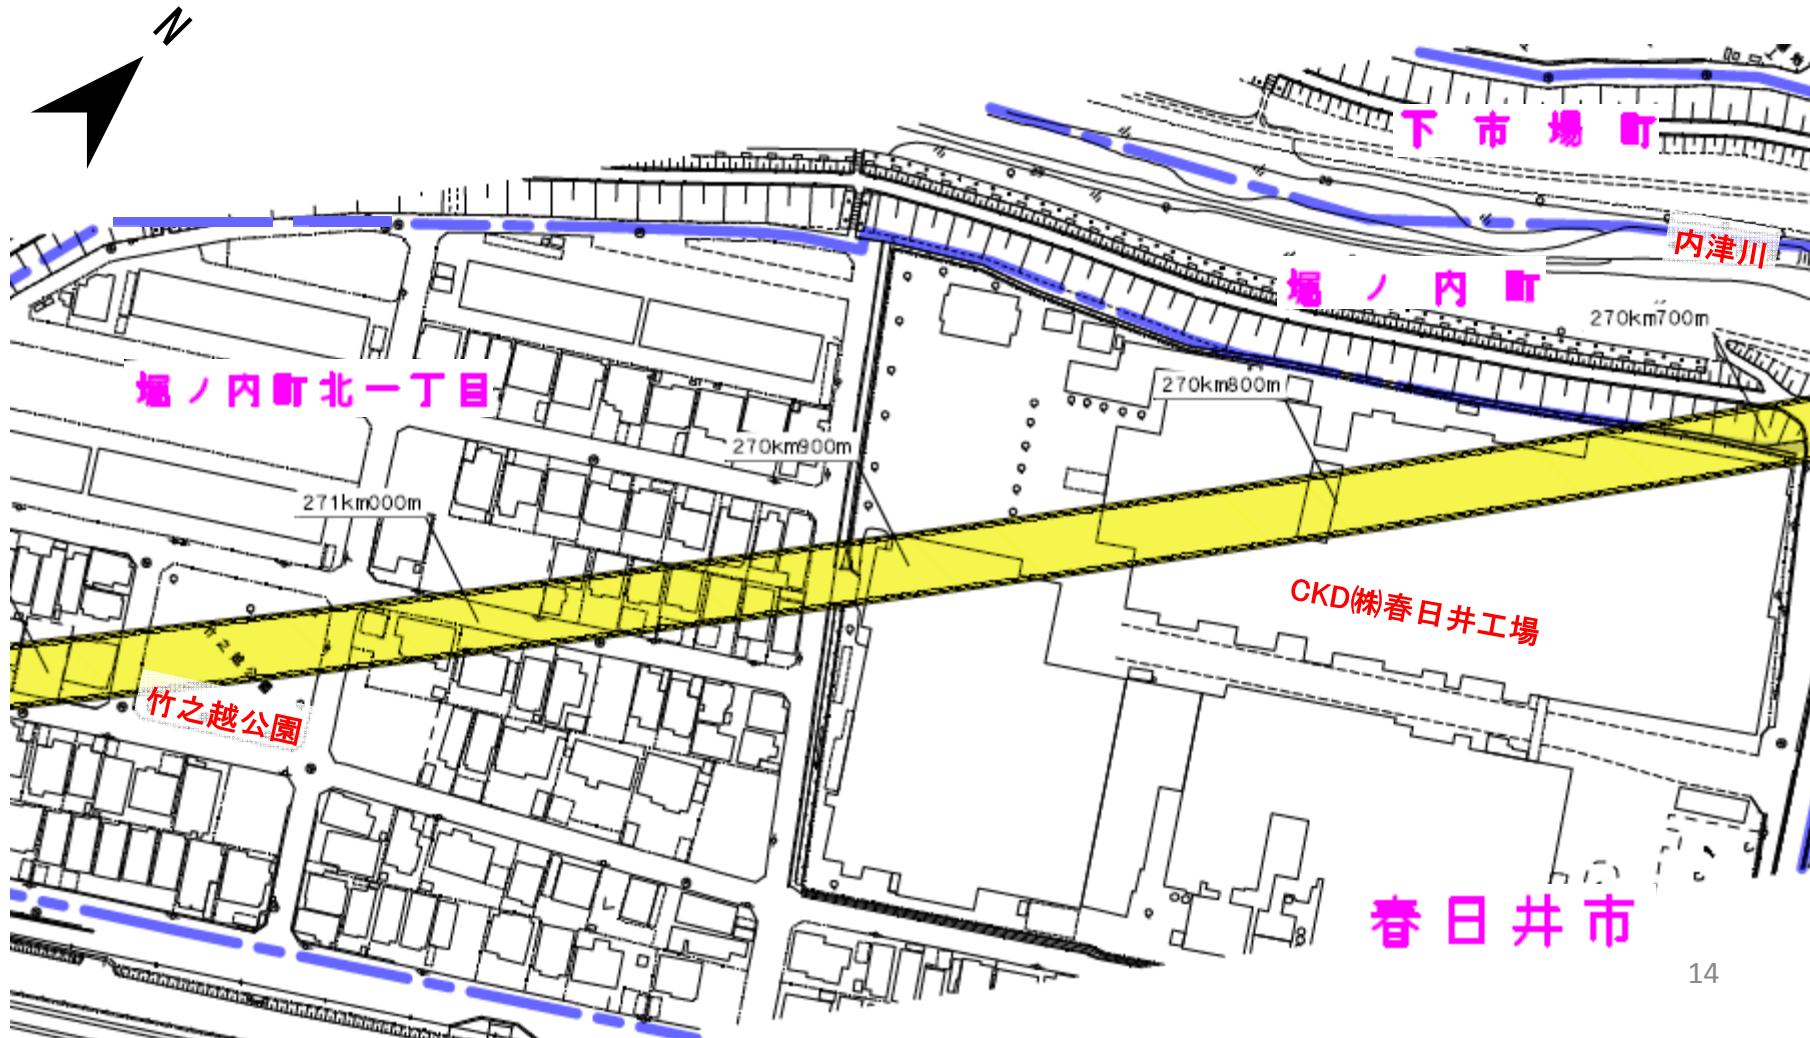 N
下市場町
内津川
堀ノ内町
270km700m
270km800m
堀ノ内町北一丁目
270km900m
271km000m
CKD㈱春日井工場
竹之越公園
春日井市
14